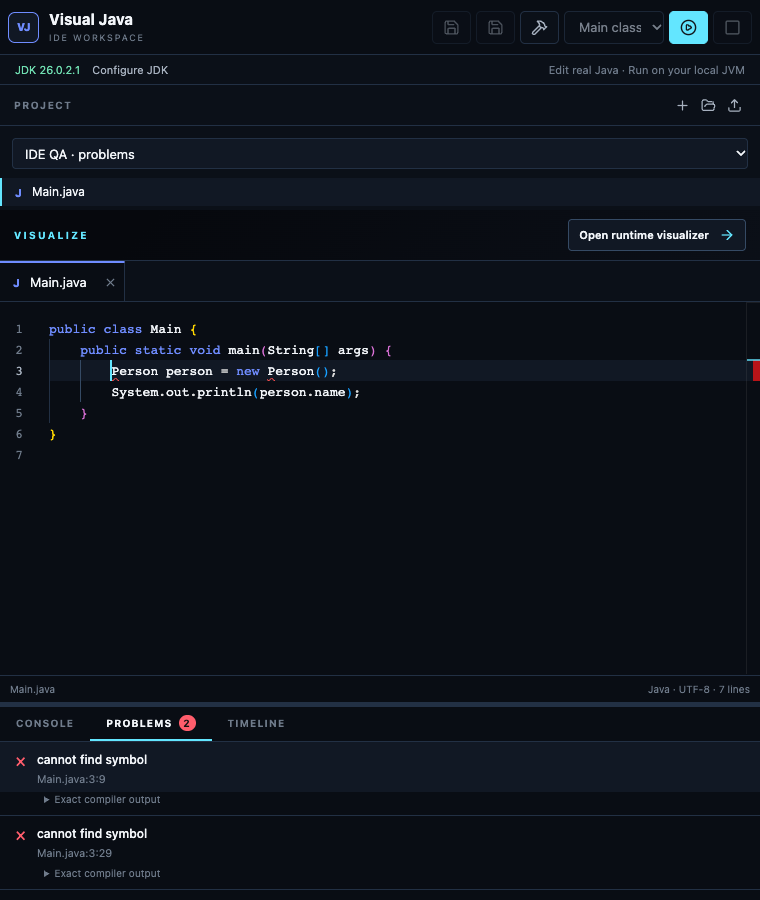 VJ
Visual Java
IDE WORKSPACE
Main class
JDK 26.0.2.1 Configure JDK
Edit real Java · Run on your local JVM
PROJECT
IDE QA · problems
J Main.java
VISUALIZE
Open runtime visualizer
J Main.java
1 public class Main {
2     public static void main(String[] args) {
3         Person person = new Person();
4         System.out.println(person.name);
5     }
6 }
7
Main.java
Java · UTF-8 · 7 lines
CONSOLE PROBLEMS 2 TIMELINE
cannot find symbol
Main.java:3:9
Exact compiler output
cannot find symbol
Main.java:3:29
Exact compiler output